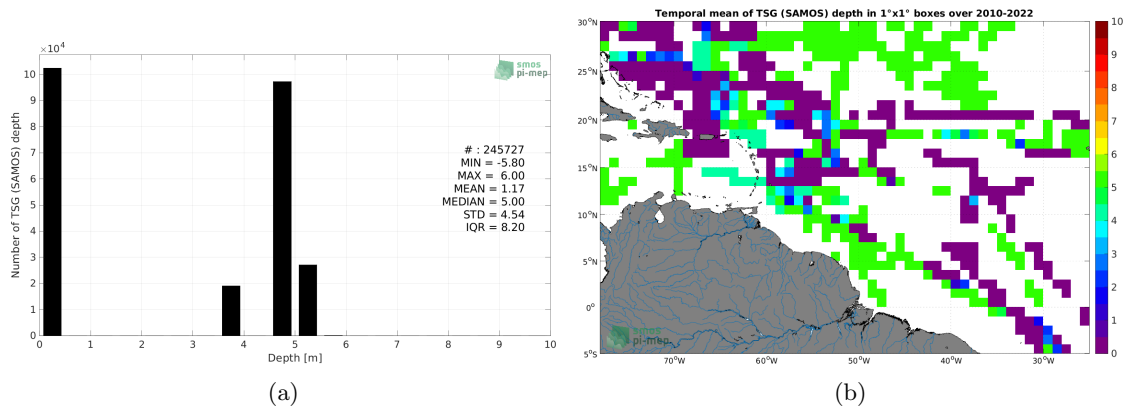 Temporal mean of TSG (SAMOS) depth in 1°x1° boxes over 2010-2022
×10⁴
10
9
8
7
6
5
4
3
2
1
0
Number of TSG (SAMOS) depth
smos
pi-mep
# : 245727
MIN = -5.80
MAX = 6.00
MEAN = 1.17
MEDIAN = 5.00
STD = 4.54
IQR = 8.20
0 1 2 3 4 5 6 7 8 9 10
Depth [m]
(a)
30°N
25°N
20°N
15°N
10°N
5°N
0°
5°S
70°W 60°W 50°W 40°W 30°W
smos
pi-mep
10
9
8
7
6
5
4
3
2
1
0
(b)